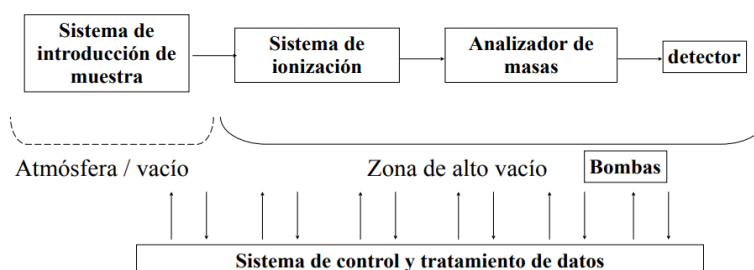 Sistema de
introducción de
muestra
Sistema de
ionización
Analizador de
masas
detector
Atmósfera / vacío
Zona de alto vacío
Bombas
Sistema de control y tratamiento de datos